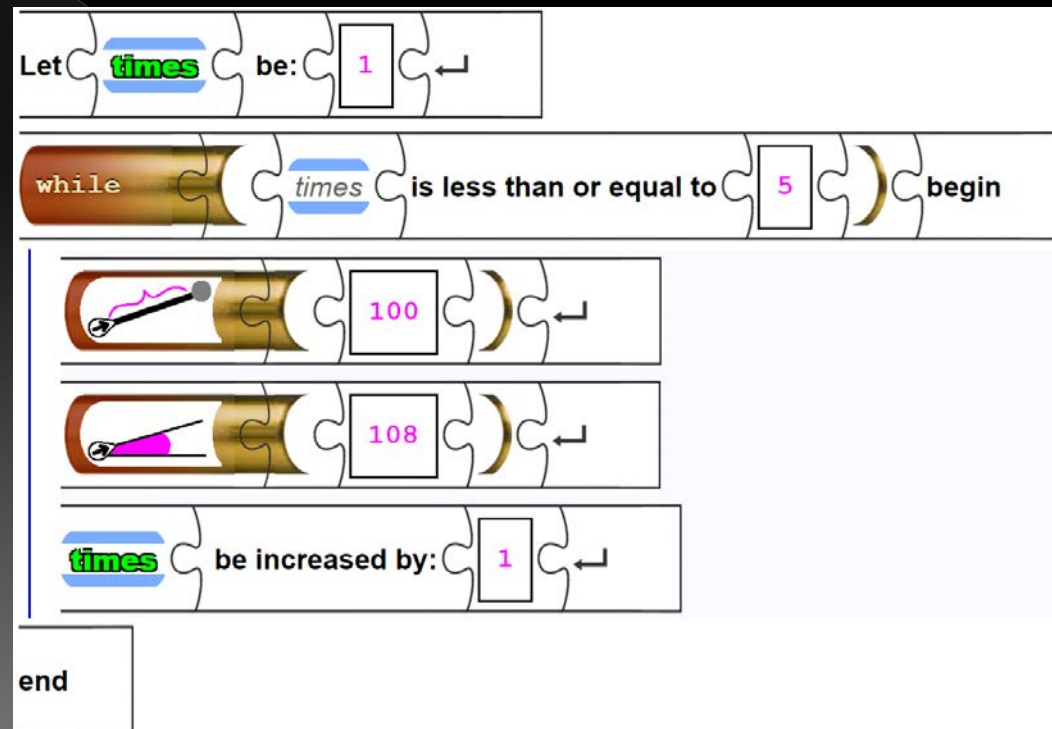 Let times be: 1
while times is less than or equal to 5 begin
100
108
times be increased by: 1
end